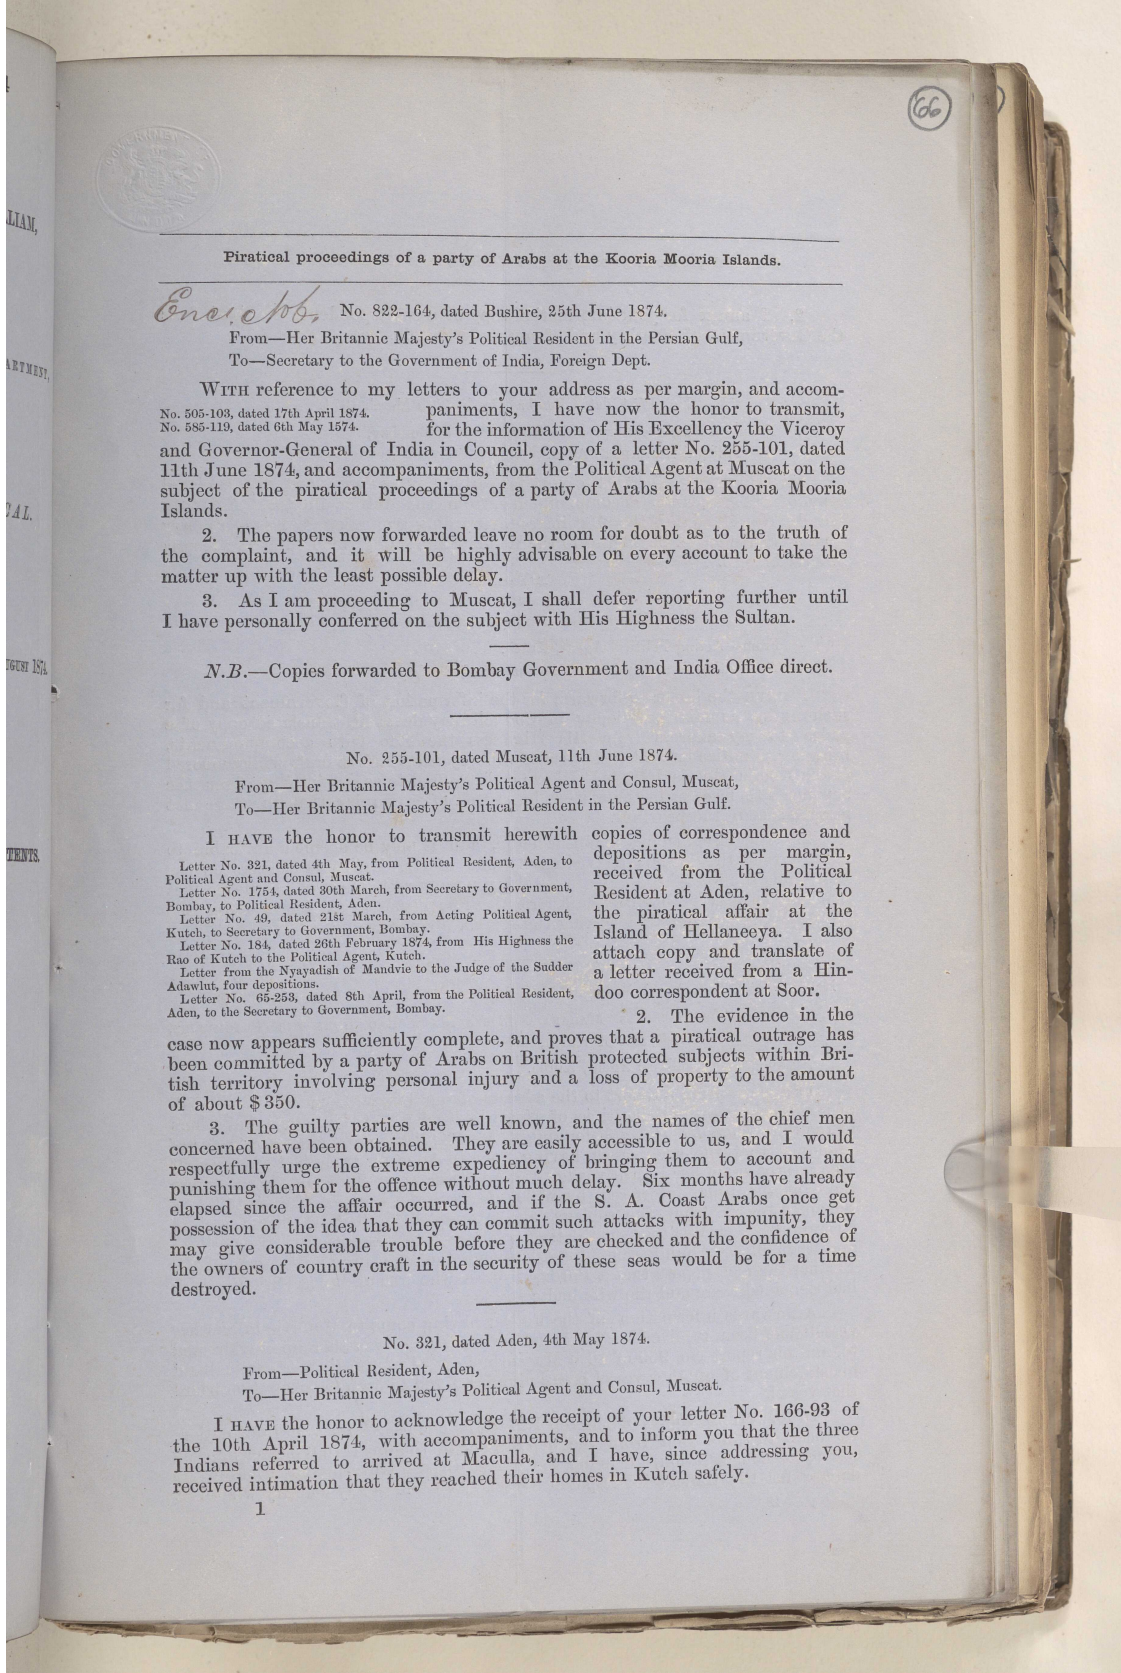 66
LIAM,
ARTMENT,
CAL.
UGUST 1874.
TENTS.
Piratical proceedings of a party of Arabs at the Kooria Mooria Islands.
Encl. No. No. 822-164, dated Bushire, 25th June 1874.
From—Her Britannic Majesty's Political Resident in the Persian Gulf,
To—Secretary to the Government of India, Foreign Dept.
WITH reference to my letters to your address as per margin, and accom-
No. 505-103, dated 17th April 1874.
No. 585-119, dated 6th May 1574.
paniments, I have now the honor to transmit,
for the information of His Excellency the Viceroy
and Governor-General of India in Council, copy of a letter No. 255-101, dated
11th June 1874, and accompaniments, from the Political Agent at Muscat on the
subject of the piratical proceedings of a party of Arabs at the Kooria Mooria
Islands.
2. The papers now forwarded leave no room for doubt as to the truth of
the complaint, and it will be highly advisable on every account to take the
matter up with the least possible delay.
3. As I am proceeding to Muscat, I shall defer reporting further until
I have personally conferred on the subject with His Highness the Sultan.
N.B.—Copies forwarded to Bombay Government and India Office direct.
No. 255-101, dated Muscat, 11th June 1874.
From—Her Britannic Majesty's Political Agent and Consul, Muscat,
To—Her Britannic Majesty's Political Resident in the Persian Gulf.
I HAVE the honor to transmit herewith copies of correspondence and
Letter No. 321, dated 4th May, from Political Resident, Aden, to
Political Agent and Consul, Muscat.
Letter No. 1754, dated 30th March, from Secretary to Government,
Bombay, to Political Resident, Aden.
Letter No. 49, dated 21st March, from Acting Political Agent,
Kutch, to Secretary to Government, Bombay.
Letter No. 184, dated 26th February 1874, from His Highness the
Rao of Kutch to the Political Agent, Kutch.
Letter from the Nyayadish of Mandvie to the Judge of the Sudder
Adawlut, four depositions.
Letter No. 65-253, dated 8th April, from the Political Resident,
Aden, to the Secretary to Government, Bombay.
depositions as per margin,
received from the Political
Resident at Aden, relative to
the piratical affair at the
Island of Hellaneeya. I also
attach copy and translate of
a letter received from a Hin-
doo correspondent at Soor.
2. The evidence in the
case now appears sufficiently complete, and proves that a piratical outrage has
been committed by a party of Arabs on British protected subjects within Bri-
tish territory involving personal injury and a loss of property to the amount
of about $350.
3. The guilty parties are well known, and the names of the chief men
concerned have been obtained. They are easily accessible to us, and I would
respectfully urge the extreme expediency of bringing them to account and
punishing them for the offence without much delay. Six months have already
elapsed since the affair occurred, and if the S. A. Coast Arabs once get
possession of the idea that they can commit such attacks with impunity, they
may give considerable trouble before they are checked and the confidence of
the owners of country craft in the security of these seas would be for a time
destroyed.
No. 321, dated Aden, 4th May 1874.
From—Political Resident, Aden,
To—Her Britannic Majesty's Political Agent and Consul, Muscat.
I HAVE the honor to acknowledge the receipt of your letter No. 166-93 of
the 10th April 1874, with accompaniments, and to inform you that the three
Indians referred to arrived at Maculla, and I have, since addressing you,
received intimation that they reached their homes in Kutch safely.
1